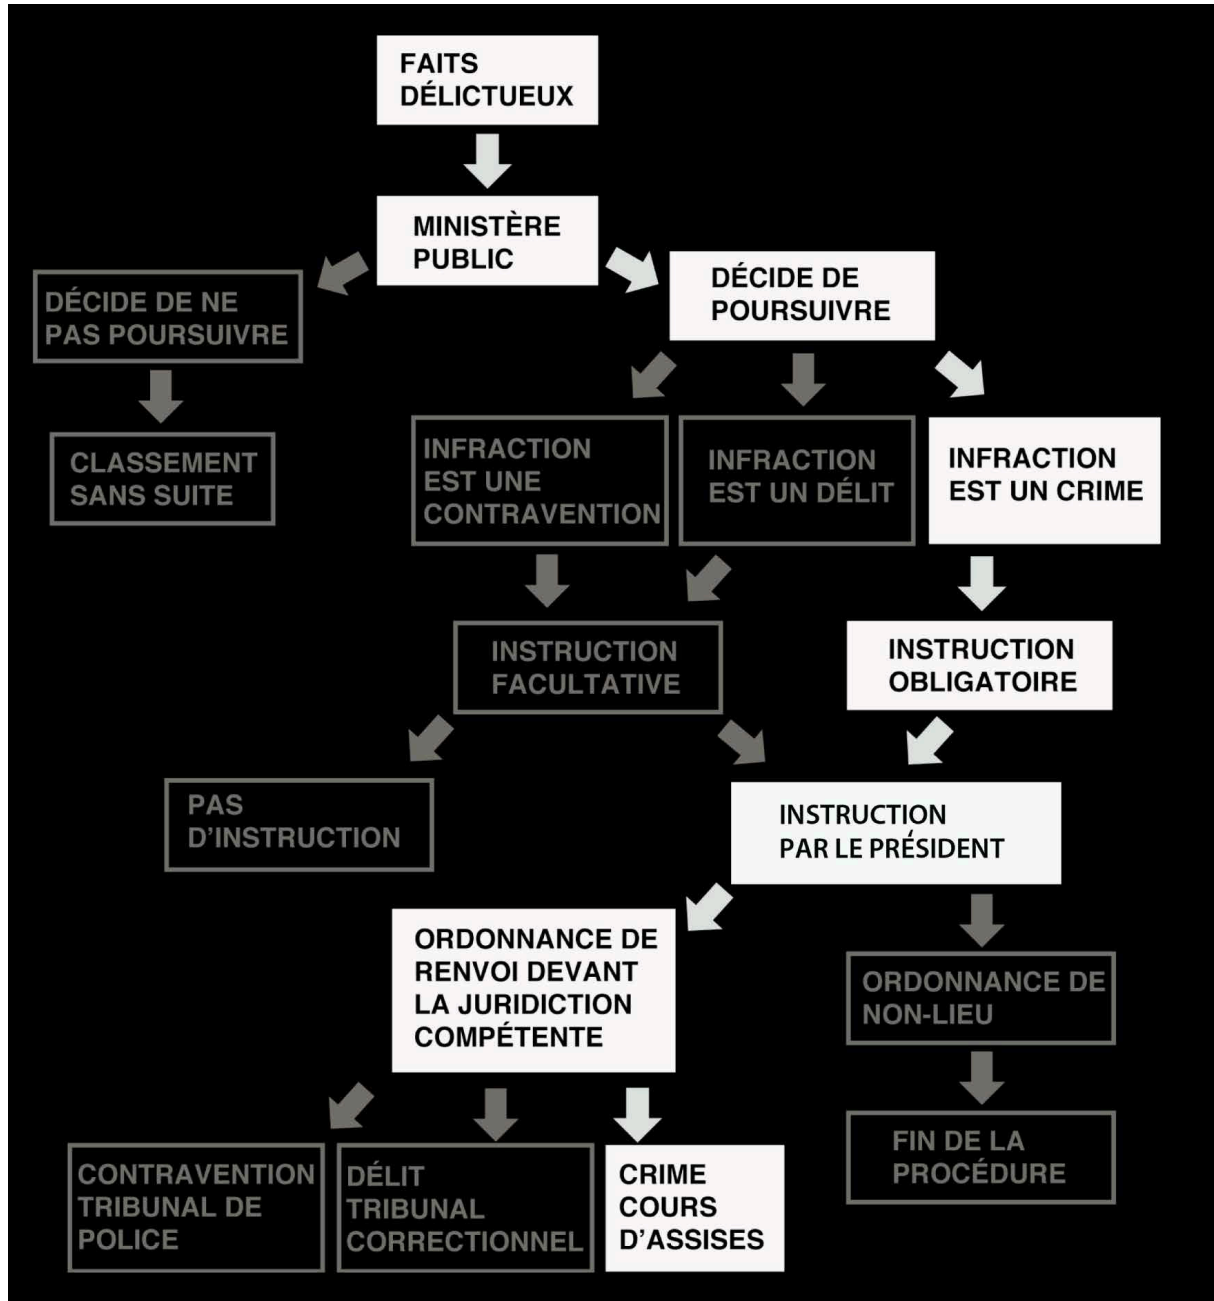 FAITS
DÉLICTUEUX
MINISTÈRE
PUBLIC
DÉCIDE DE NE
PAS POURSUIVRE
DÉCIDE DE
POURSUIVRE
CLASSEMENT
SANS SUITE
INFRACTION
EST UNE
CONTRAVENTION
INFRACTION
EST UN DÉLIT
INFRACTION
EST UN CRIME
INSTRUCTION
FACULTATIVE
INSTRUCTION
OBLIGATOIRE
PAS
D'INSTRUCTION
INSTRUCTION
PAR LE PRÉSIDENT
ORDONNANCE DE
RENVOI DEVANT
LA JURIDICTION
COMPÉTENTE
ORDONNANCE DE
NON-LIEU
FIN DE LA
PROCÉDURE
CONTRAVENTION
TRIBUNAL DE
POLICE
DÉLIT
TRIBUNAL
CORRECTIONNEL
CRIME
COURS
D'ASSISES